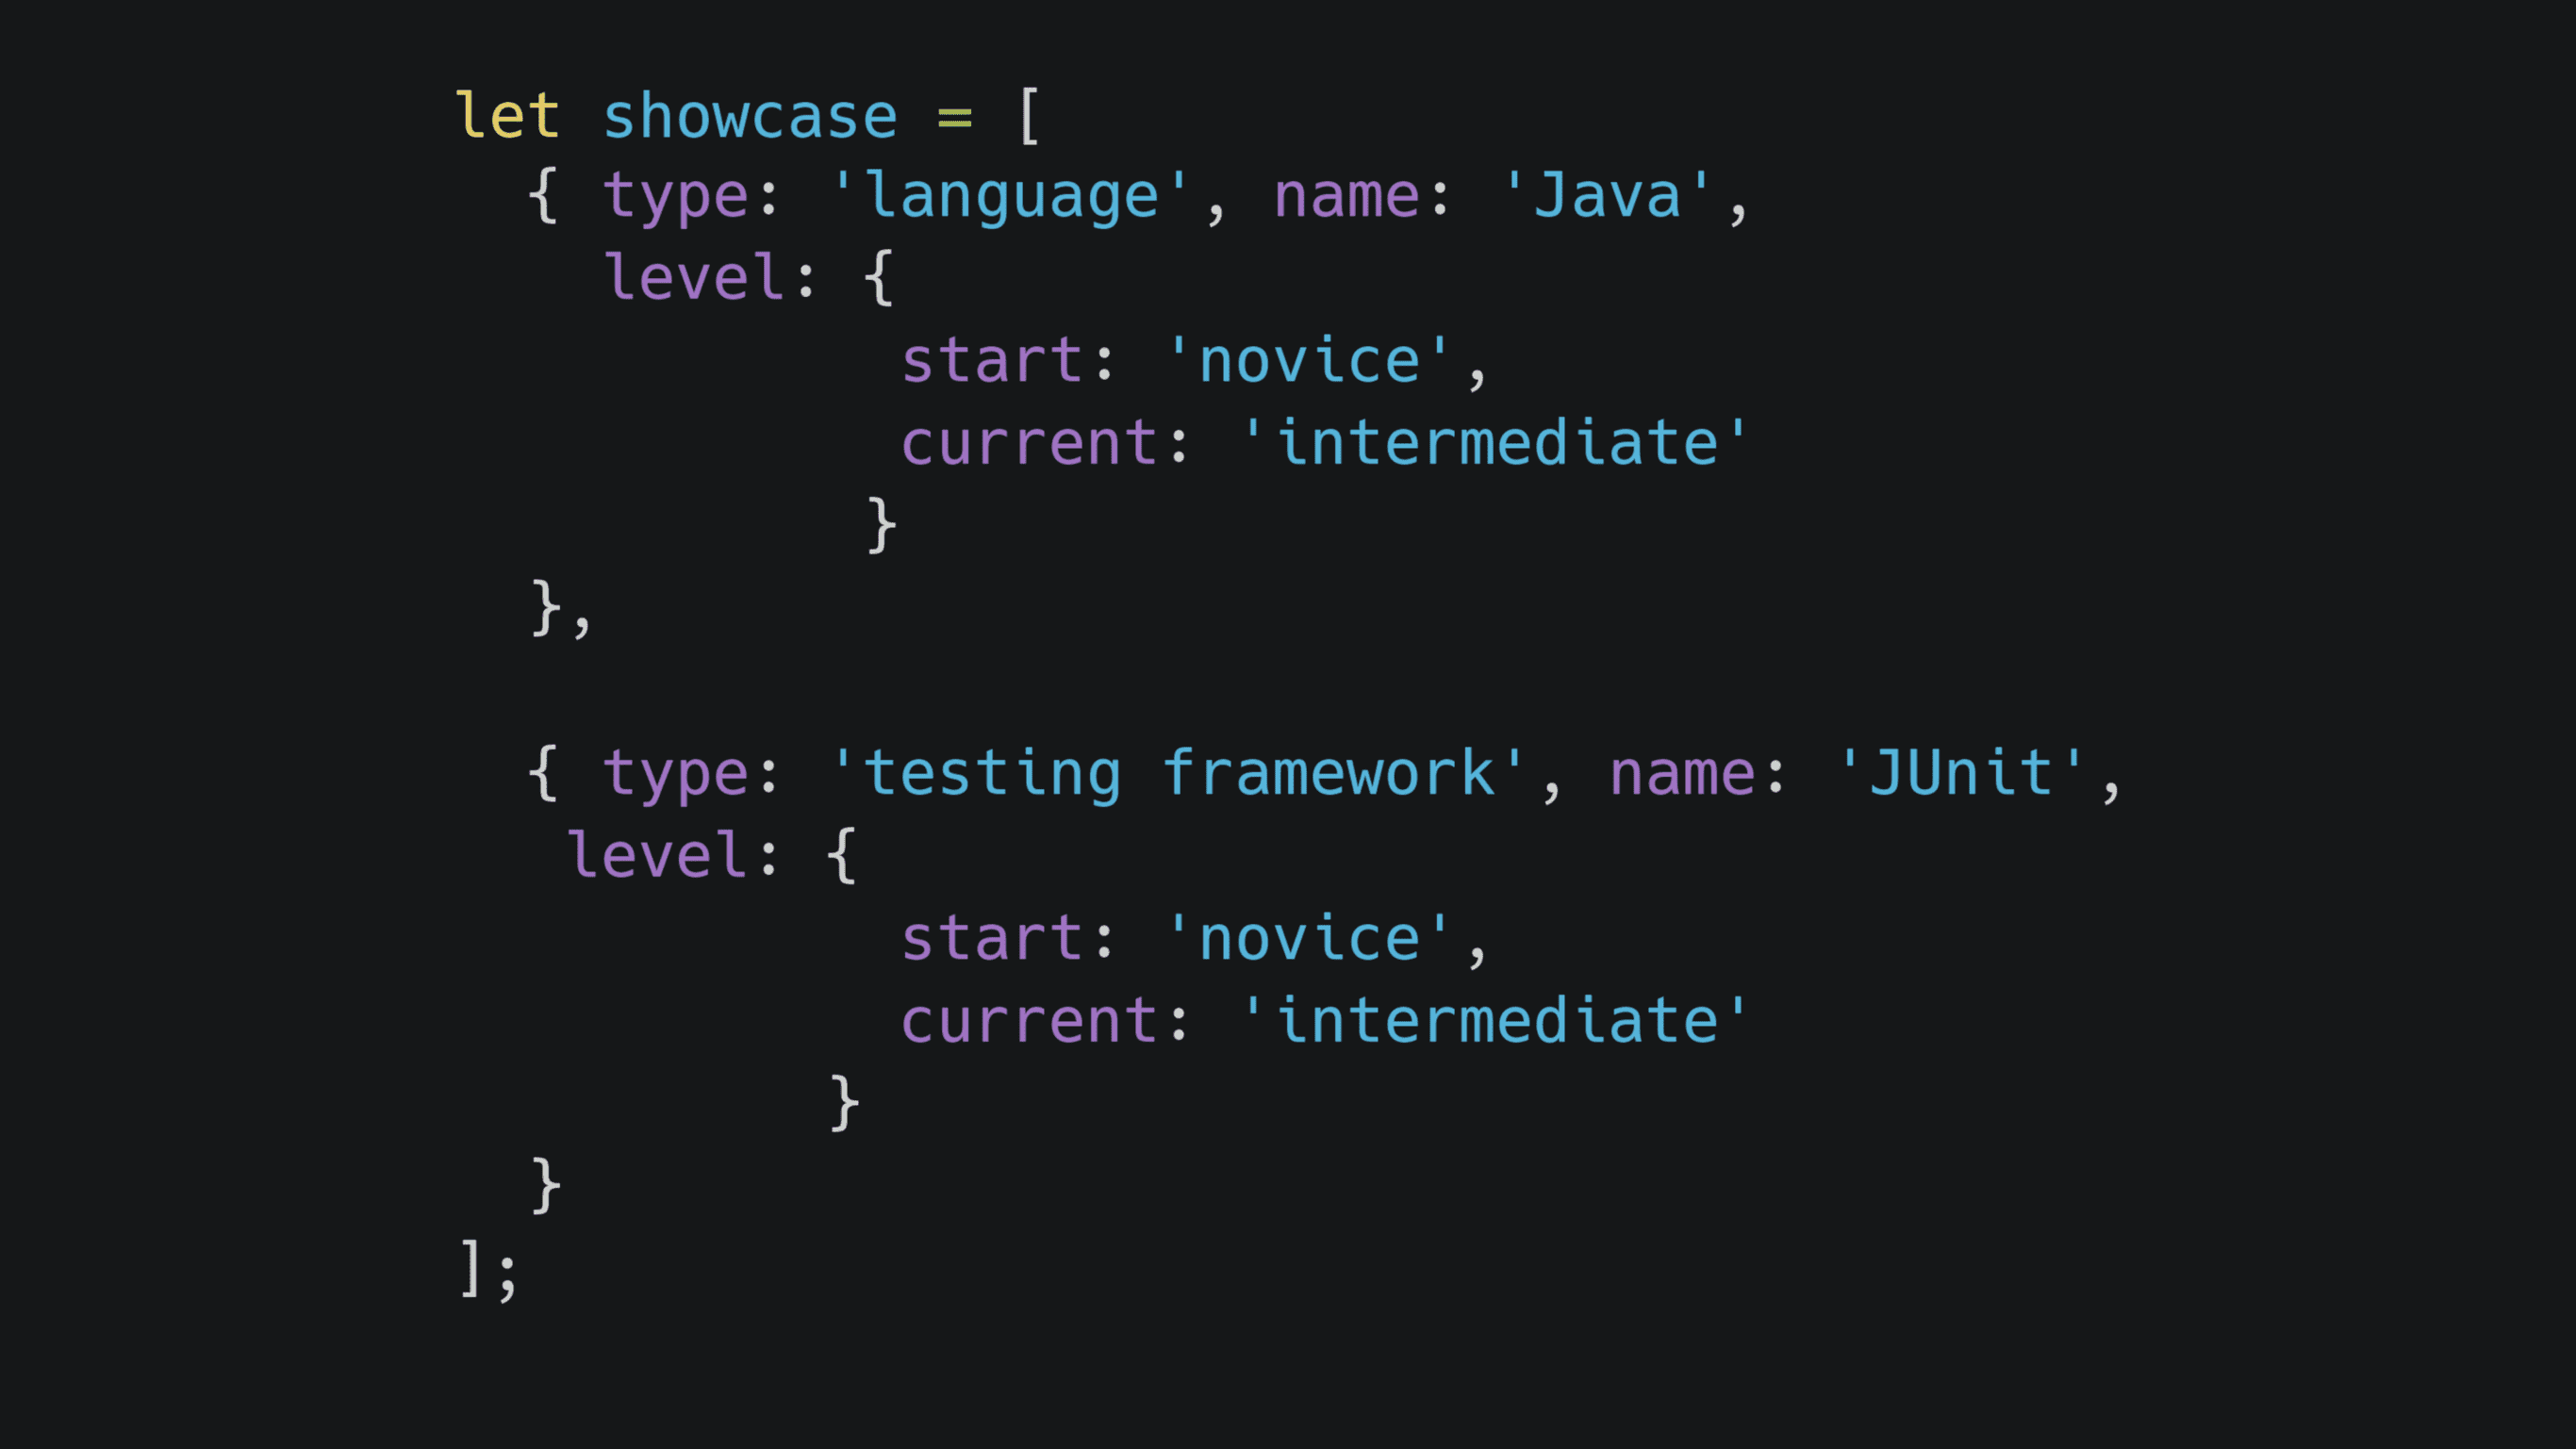 let showcase = [
  { type: 'language', name: 'Java',
    level: {
            start: 'novice',
            current: 'intermediate'
           }
  },

  { type: 'testing framework', name: 'JUnit',
   level: {
            start: 'novice',
            current: 'intermediate'
          }
  }
];